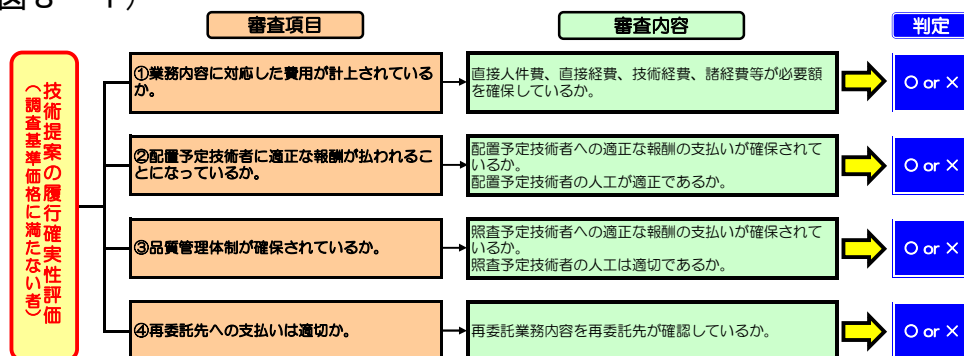 審査項目
審査内容
判定
技術提案の履行確実性評価
（調査基準価格に満たない者）
①業務内容に対応した費用が計上されている
か。
直接人件費、直接経費、技術経費、諸経費等が必要額
を確保しているか。
○ or ×
②配置予定技術者に適正な報酬が払われるこ
とになっているか。
配置予定技術者への適正な報酬の支払いが確保されて
いるか。
配置予定技術者の人工が適正であるか。
○ or ×
③品質管理体制が確保されているか。
照査予定技術者への適正な報酬の支払いが確保されて
いるか。
照査予定技術者の人工は適切であるか。
○ or ×
④再委託先への支払いは適切か。
再委託業務内容を再委託先が確認しているか。
○ or ×